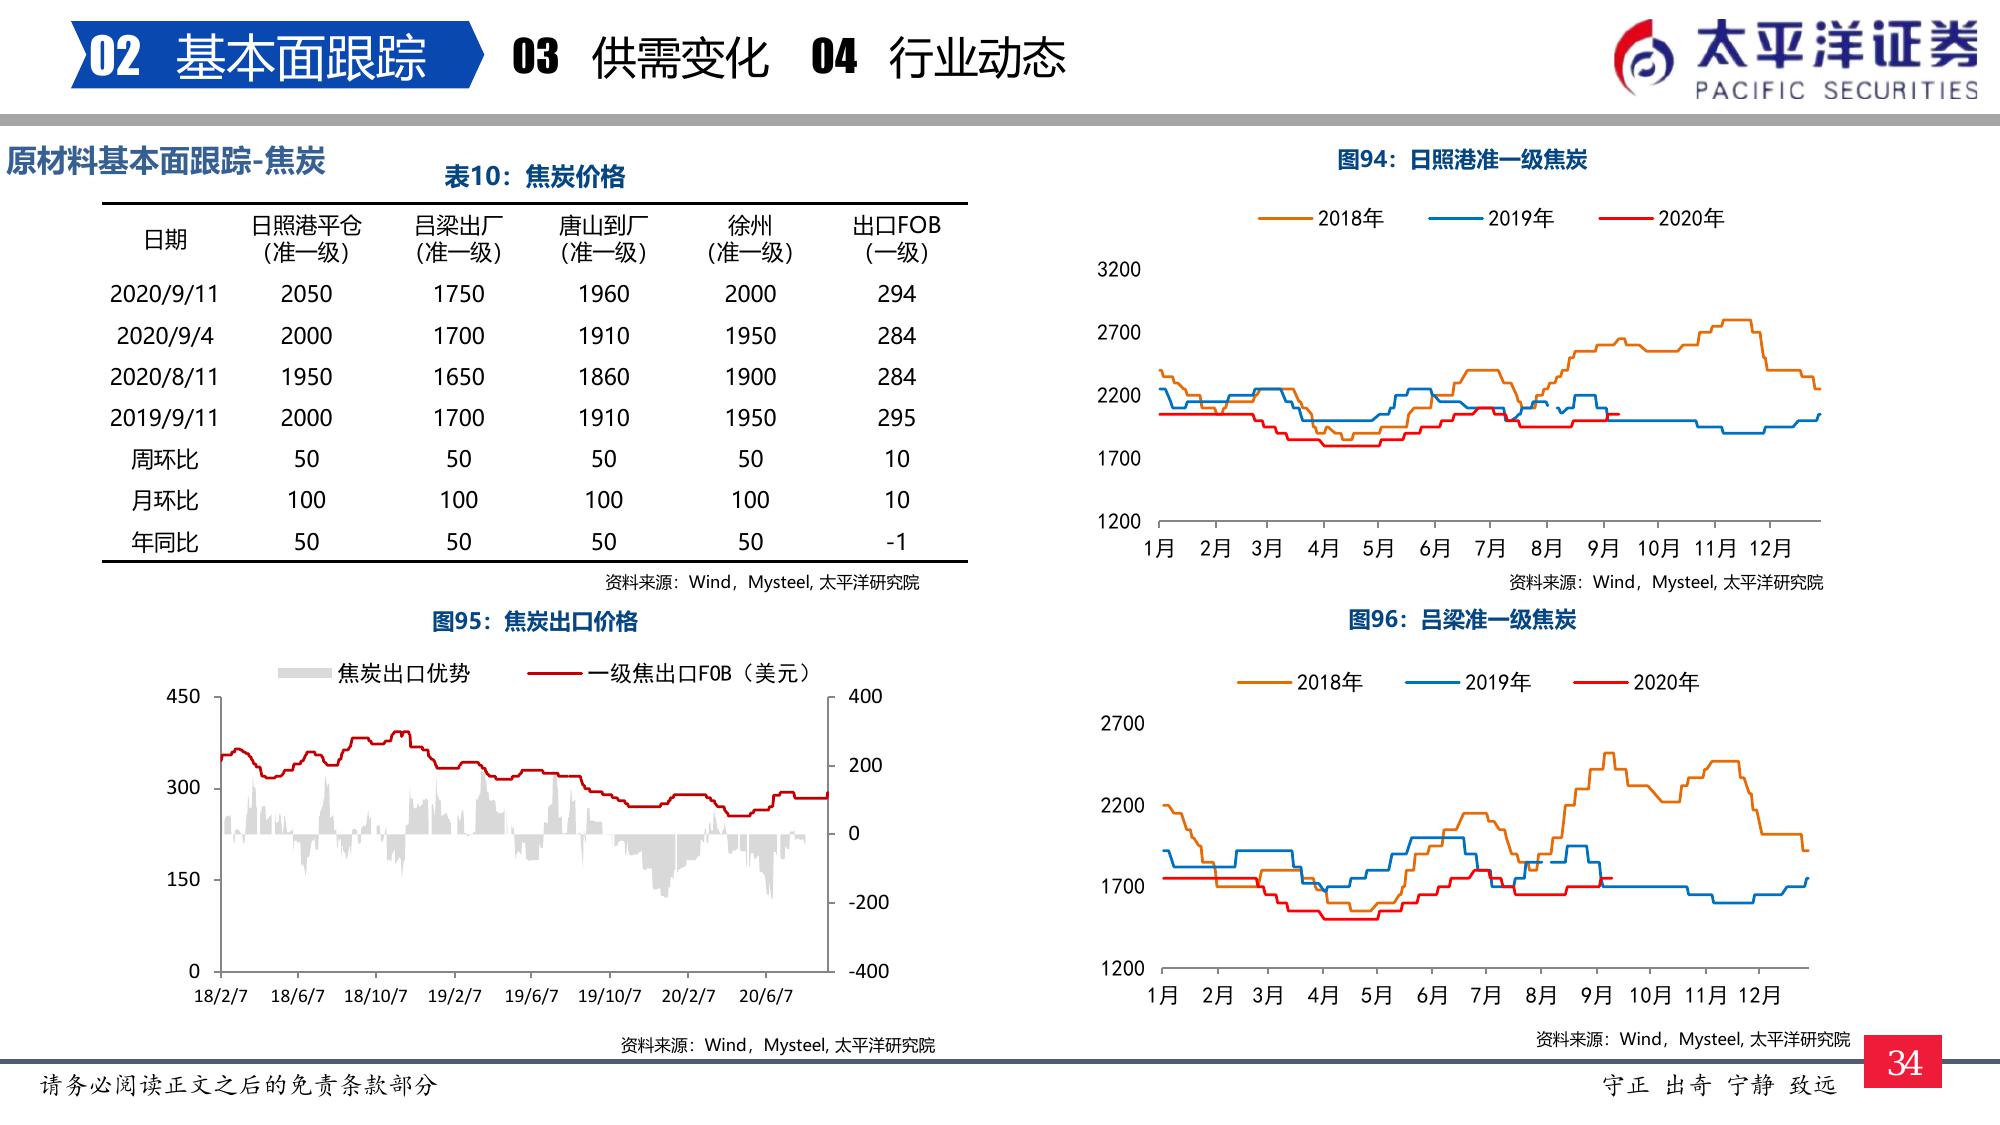 02 基本面跟踪 03 供需变化 04 行业动态
太平洋证券
PACIFIC SECURITIES
原材料基本面跟踪-焦炭
表10：焦炭价格
日期 日照港平仓（准一级） 吕梁出厂（准一级） 唐山到厂（准一级） 徐州（准一级） 出口FOB（一级）
2020/9/11 2050 1750 1960 2000 294
2020/9/4 2000 1700 1910 1950 284
2020/8/11 1950 1650 1860 1900 284
2019/9/11 2000 1700 1910 1950 295
周环比 50 50 50 50 10
月环比 100 100 100 100 10
年同比 50 50 50 50 -1
资料来源：Wind，Mysteel, 太平洋研究院
图94：日照港准一级焦炭
2018年 2019年 2020年
3200
2700
2200
1700
1200
1月 2月 3月 4月 5月 6月 7月 8月 9月 10月 11月 12月
资料来源：Wind，Mysteel, 太平洋研究院
图95：焦炭出口价格
焦炭出口优势 一级焦出口FOB（美元）
450 400
200
300
0
150
-200
0 -400
18/2/7 18/6/7 18/10/7 19/2/7 19/6/7 19/10/7 20/2/7 20/6/7
资料来源：Wind，Mysteel, 太平洋研究院
图96：吕梁准一级焦炭
2018年 2019年 2020年
2700
2200
1700
1200
1月 2月 3月 4月 5月 6月 7月 8月 9月 10月 11月 12月
资料来源：Wind，Mysteel, 太平洋研究院
请务必阅读正文之后的免责条款部分
守正 出奇 宁静 致远
34